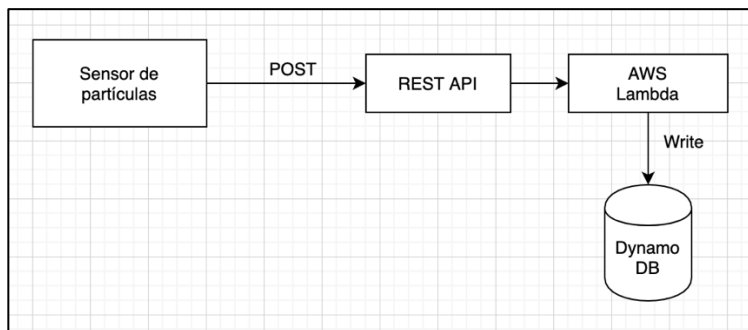 Sensor de
partículas
POST
REST API
AWS
Lambda
Write
Dynamo
DB